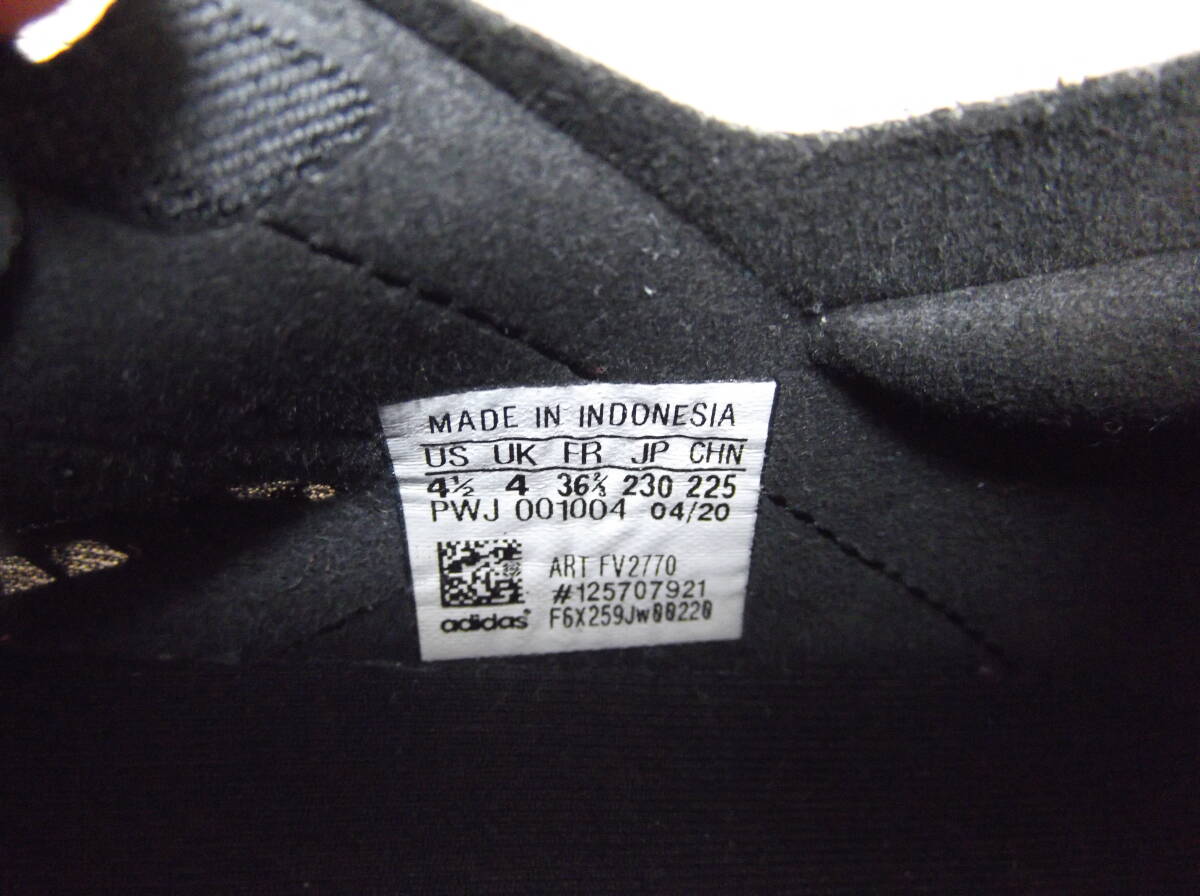 MADE IN INDONESIA
US UK FR JP CHN
4½ 4 36⅔ 230 225
PWJ 001004 04/20
ART FV2770
#125707921
adidas F6X259Jw00220